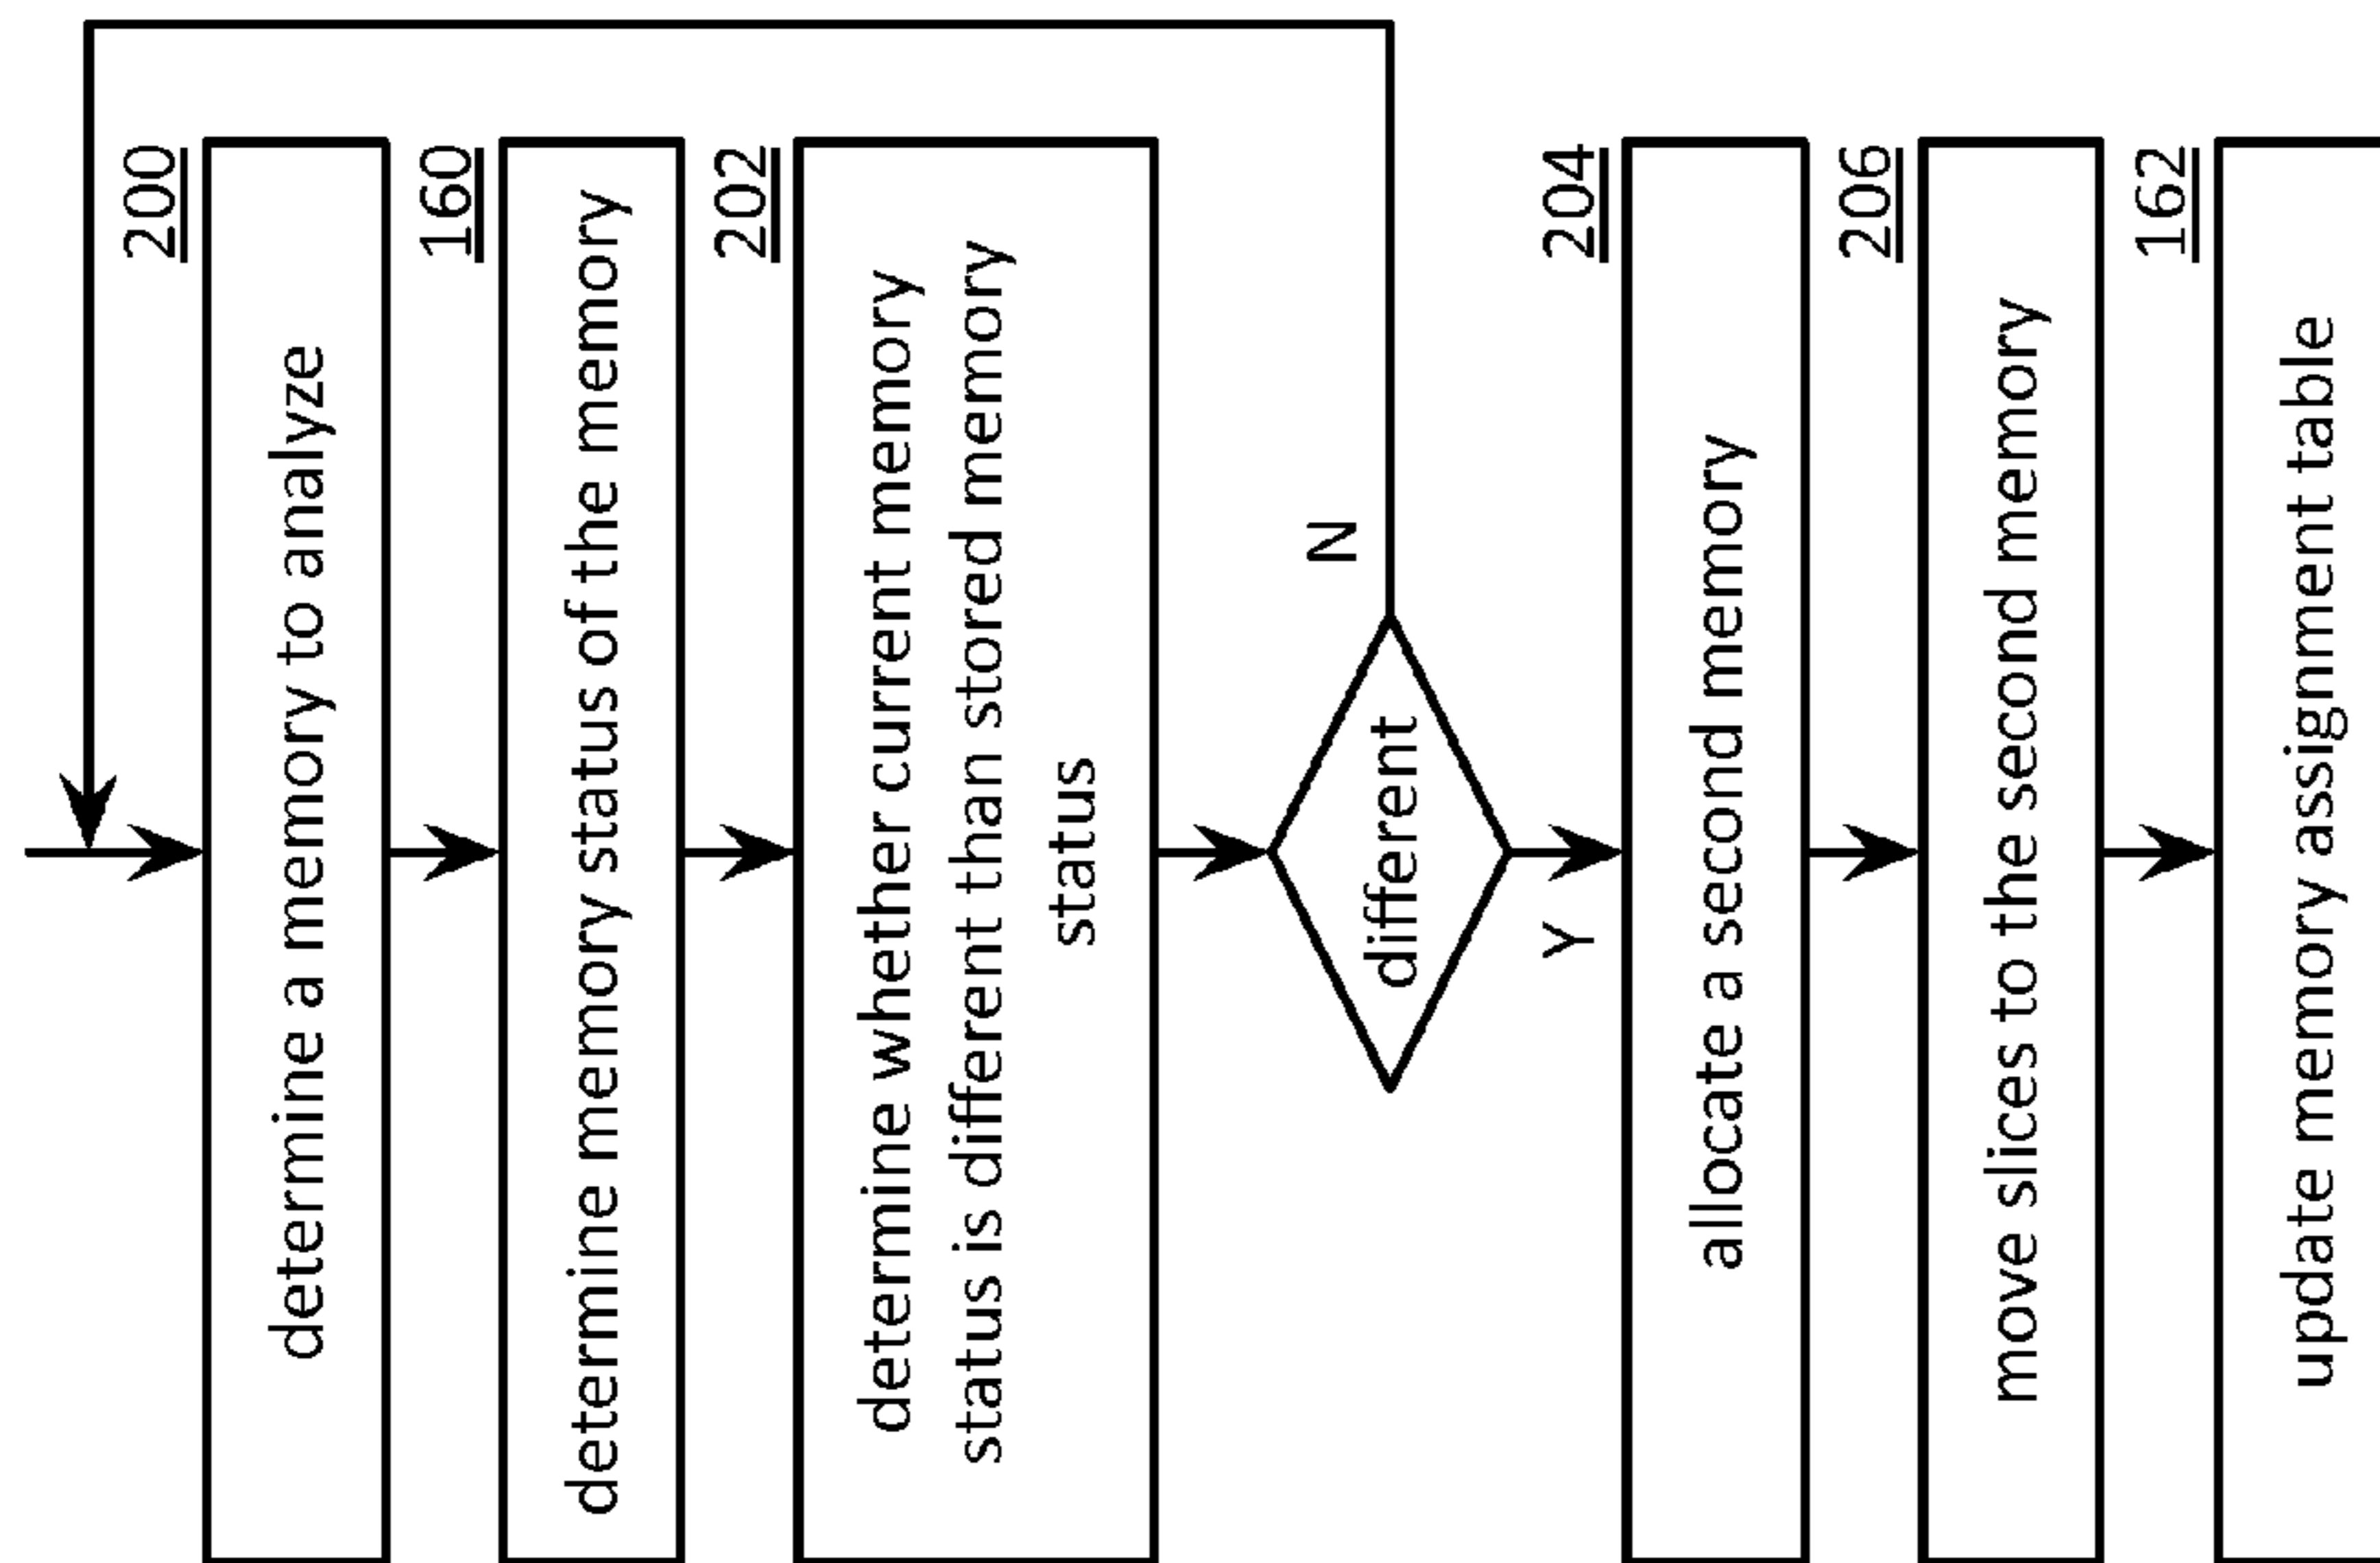 200
determine a memory to analyze
160
determine memory status of the memory
202
determine whether current memory
status is different than stored memory
status
different
N
Y
204
allocate a second memory
206
move slices to the second memory
162
update memory assignment table